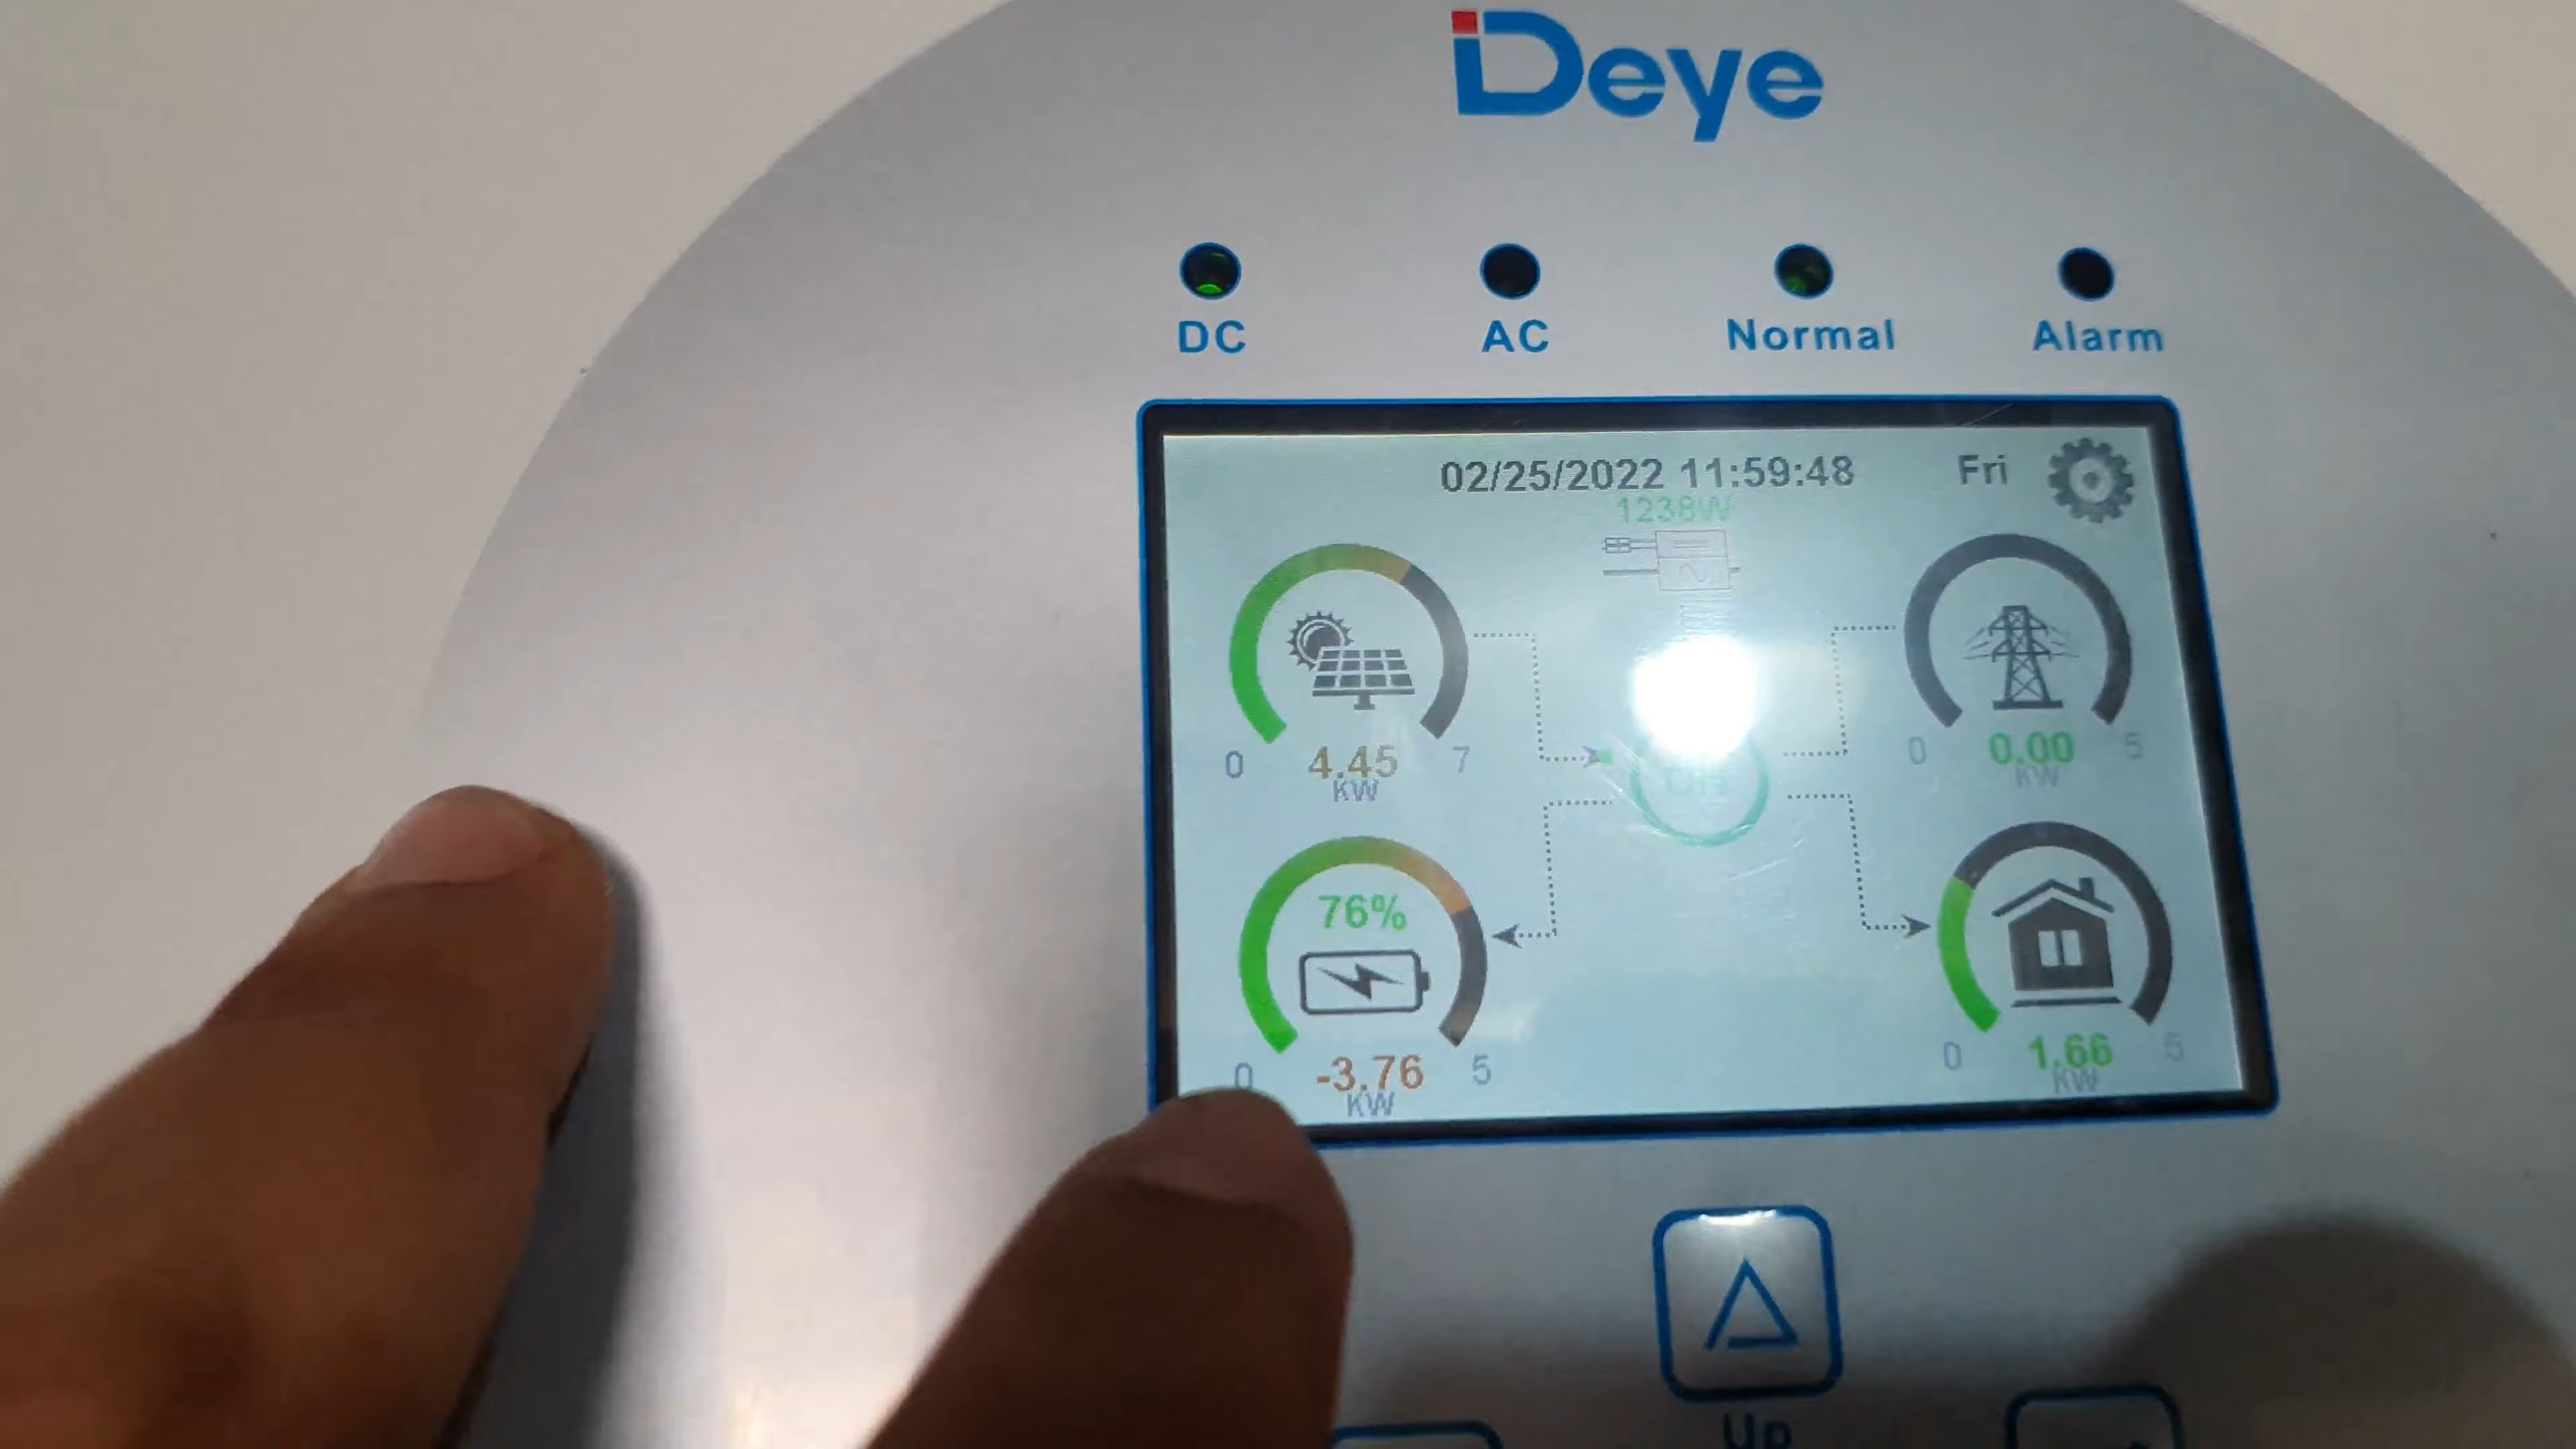 Deye
DC AC Normal Alarm
02/25/2022 11:59:48 Fri
1238W
0 4.45 7
KW
0 0.00 5
KW
76%
0 -3.76 5
KW
0 1.66 5
KW
Up